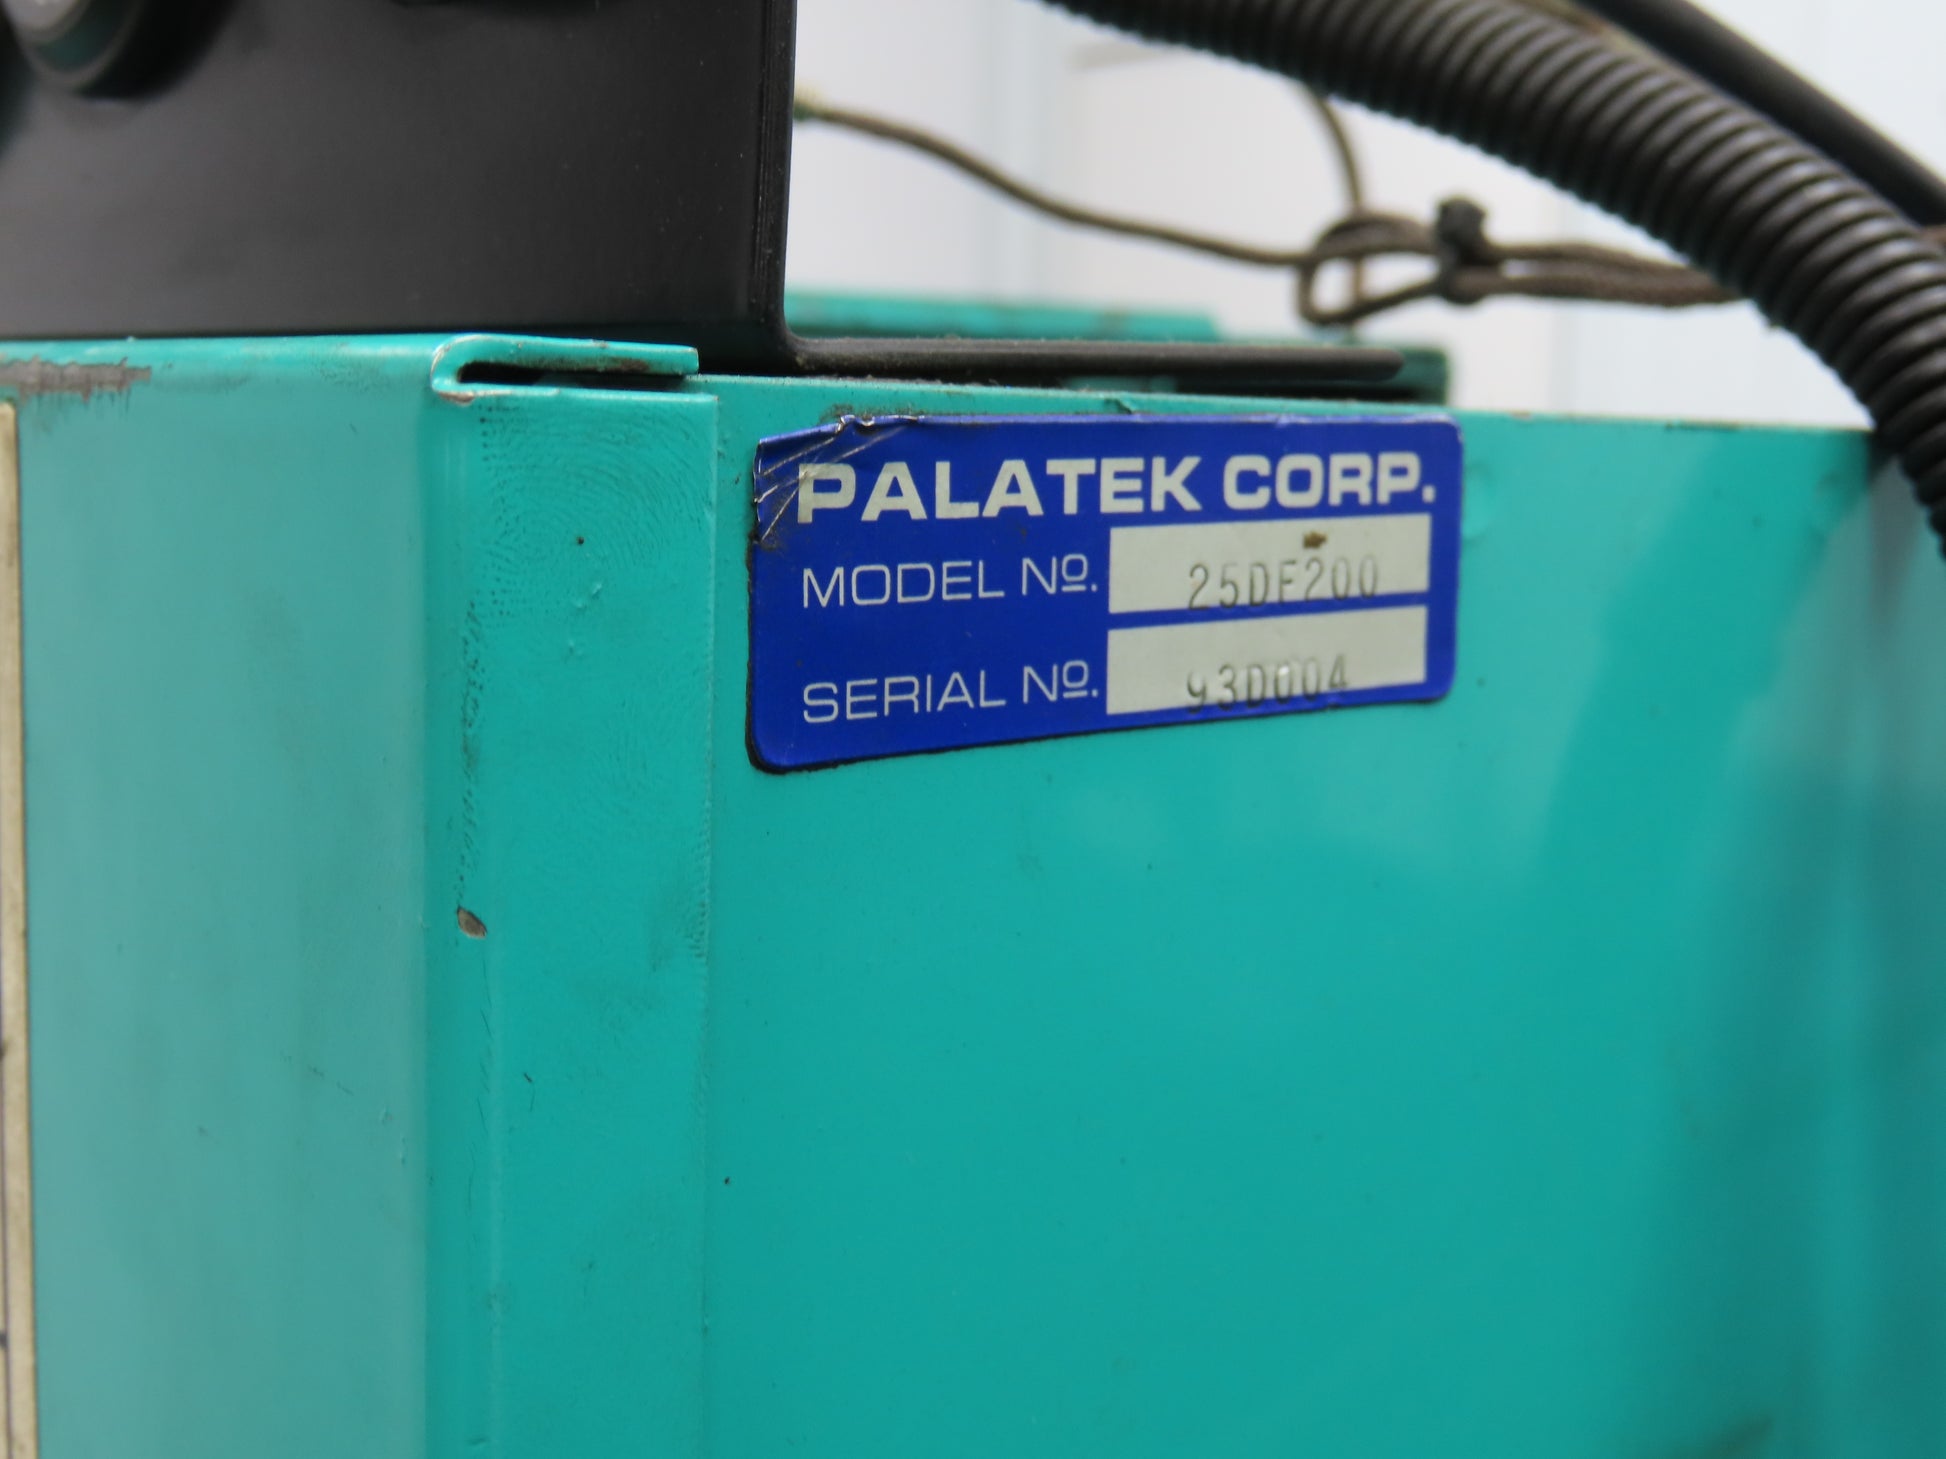 PALATEK CORP.
MODEL Nº. 25DF200
SERIAL Nº. 93D004